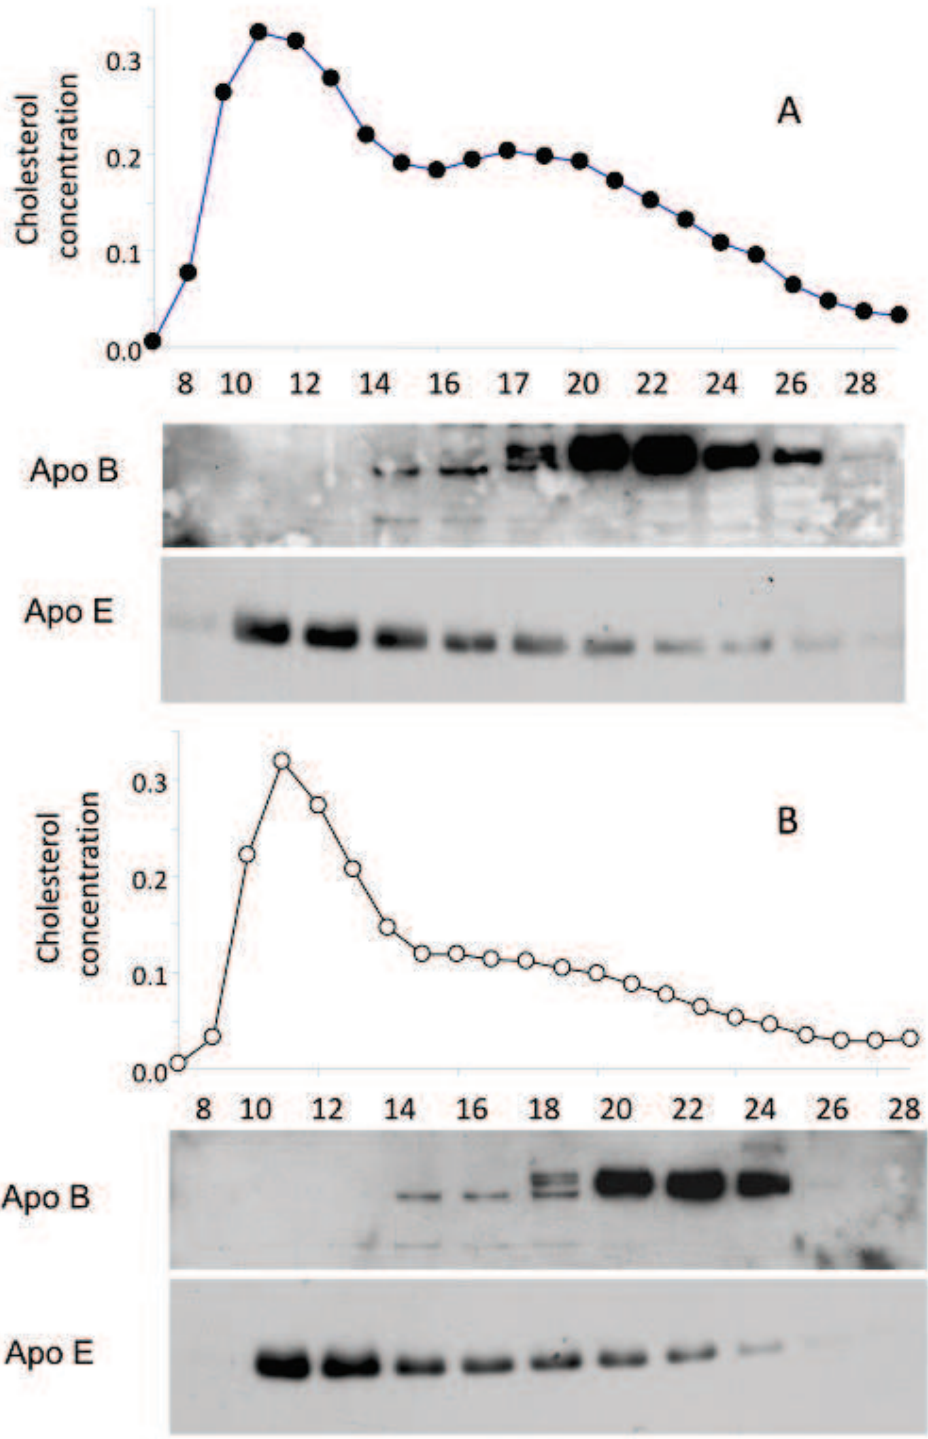 A
Cholesterol
concentration
0.3
0.2
0.1
0.0
8 10 12 14 16 17 20 22 24 26 28
Apo B
Apo E
B
Cholesterol
concentration
0.3
0.2
0.1
0.0
8 10 12 14 16 18 20 22 24 26 28
Apo B
Apo E